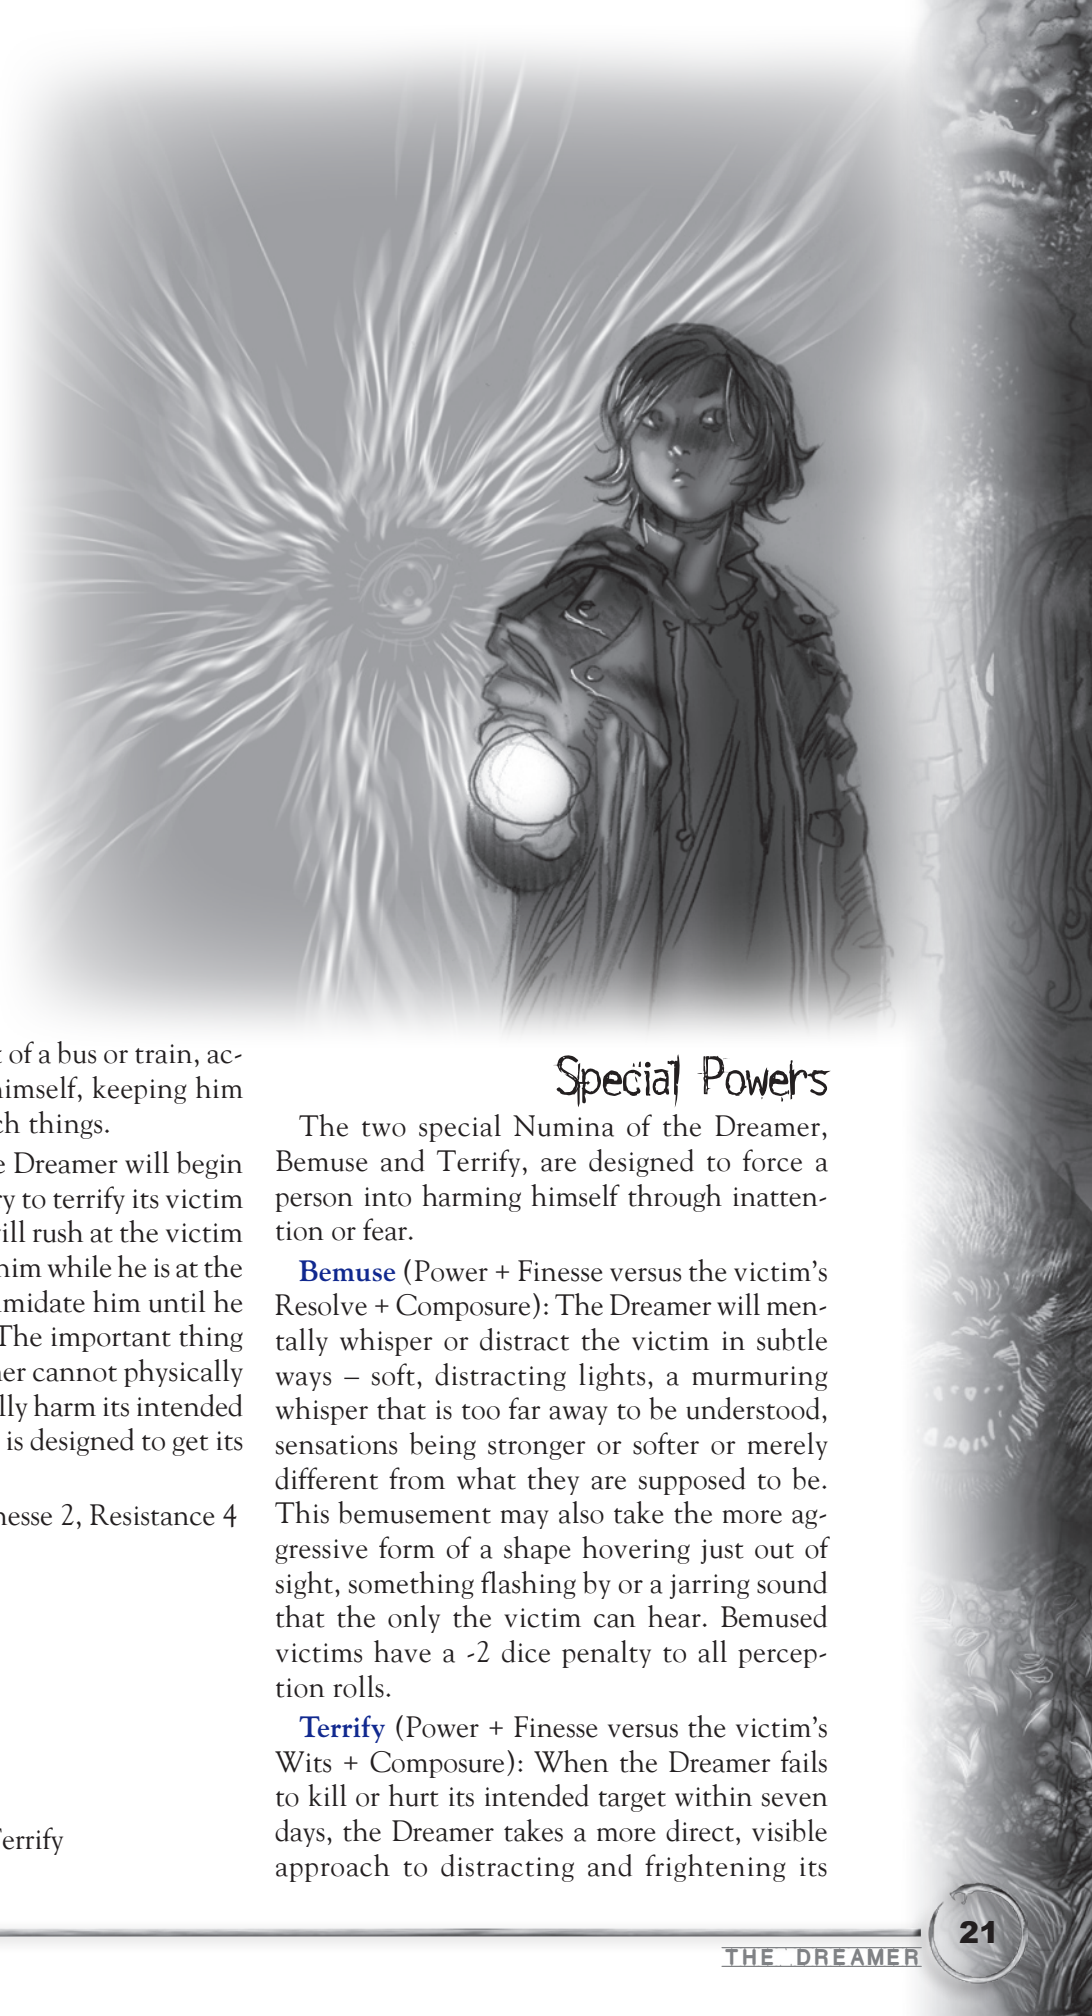 t of a bus or train, ac-
himself, keeping him
ch things.
e Dreamer will begin
ry to terrify its victim
will rush at the victim
him while he is at the
imidate him until he
The important thing
er cannot physically
lly harm its intended
is designed to get its
nesse 2, Resistance 4
Terrify
Special Powers
The two special Numina of the Dreamer,
Bemuse and Terrify, are designed to force a
person into harming himself through inatten-
tion or fear.
Bemuse (Power + Finesse versus the victim's
Resolve + Composure): The Dreamer will men-
tally whisper or distract the victim in subtle
ways – soft, distracting lights, a murmuring
whisper that is too far away to be understood,
sensations being stronger or softer or merely
different from what they are supposed to be.
This bemusement may also take the more ag-
gressive form of a shape hovering just out of
sight, something flashing by or a jarring sound
that the only the victim can hear. Bemused
victims have a -2 dice penalty to all percep-
tion rolls.
Terrify (Power + Finesse versus the victim's
Wits + Composure): When the Dreamer fails
to kill or hurt its intended target within seven
days, the Dreamer takes a more direct, visible
approach to distracting and frightening its
21
THE DREAMER